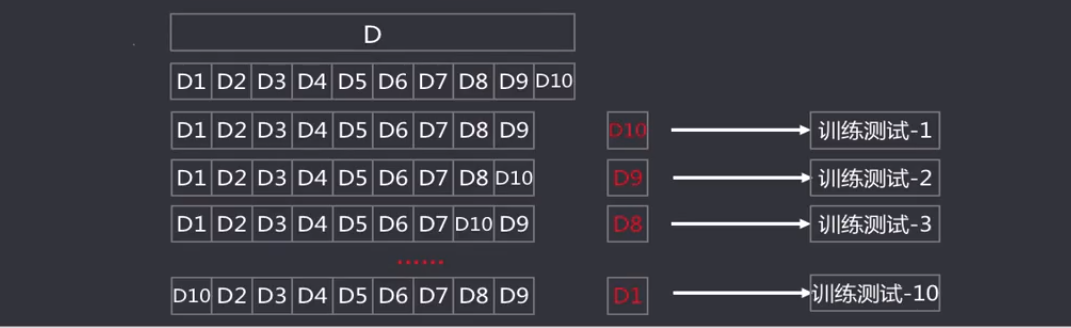 D
D1 D2 D3 D4 D5 D6 D7 D8 D9 D10
D1 D2 D3 D4 D5 D6 D7 D8 D9 D10 训练测试-1
D1 D2 D3 D4 D5 D6 D7 D8 D10 D9 训练测试-2
D1 D2 D3 D4 D5 D6 D7 D10 D9 D8 训练测试-3
......
D10 D2 D3 D4 D5 D6 D7 D8 D9 D1 训练测试-10